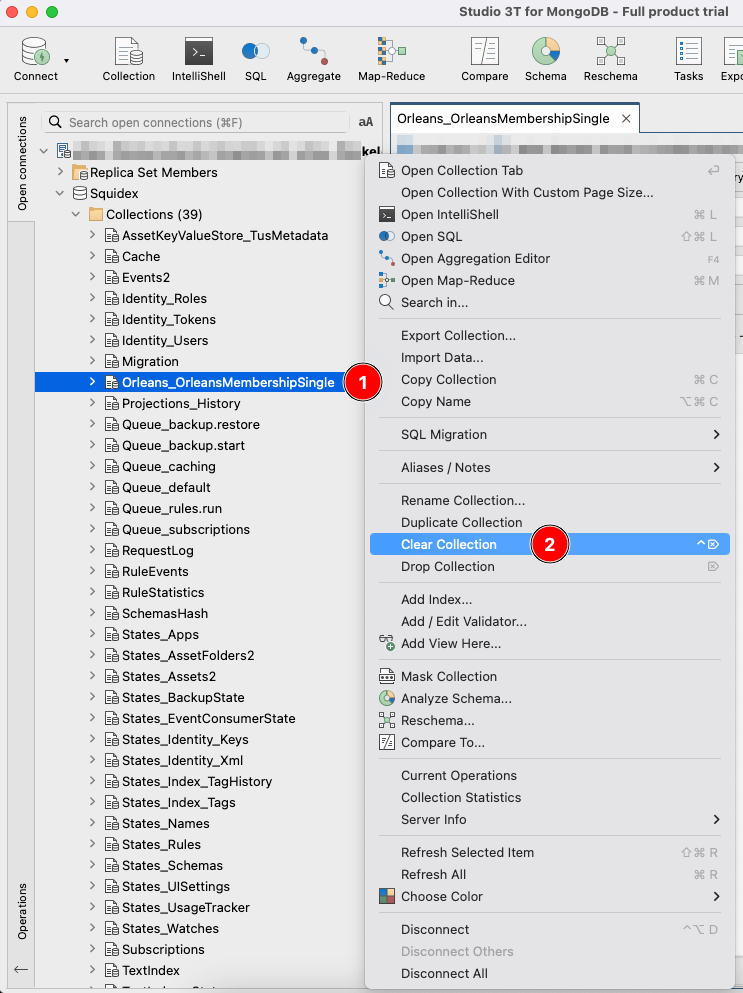 Studio 3T for MongoDB - Full product trial
Connect
Collection
IntelliShell
SQL
Aggregate
Map-Reduce
Compare
Schema
Reschema
Tasks
Expo
Open connections
Search open connections (⌘F)
aA
Orleans_OrleansMembershipSingle
Replica Set Members
Squidex
Collections (39)
AssetKeyValueStore_TusMetadata
Cache
Events2
Identity_Roles
Identity_Tokens
Identity_Users
Migration
Orleans_OrleansMembershipSingle
1
Projections_History
Queue_backup.restore
Queue_backup.start
Queue_caching
Queue_default
Queue_rules.run
Queue_subscriptions
RequestLog
RuleEvents
RuleStatistics
SchemasHash
States_Apps
States_AssetFolders2
States_Assets2
States_BackupState
States_EventConsumerState
States_Identity_Keys
States_Identity_Xml
States_Index_TagHistory
States_Index_Tags
States_Names
States_Rules
States_Schemas
States_UISettings
States_UsageTracker
States_Watches
Subscriptions
TextIndex
Operations
Open Collection Tab
Open Collection With Custom Page Size...
Open IntelliShell ⌘ L
Open SQL ⇧⌘ L
Open Aggregation Editor F4
Open Map-Reduce ⌘ M
Search in...
Export Collection...
Import Data...
Copy Collection ⌘ C
Copy Name ⌥⌘ C
SQL Migration
Aliases / Notes
Rename Collection...
Duplicate Collection
Clear Collection 2 ^⌦
Drop Collection ⌦
Add Index...
Add / Edit Validator...
Add View Here...
Mask Collection
Analyze Schema...
Reschema...
Compare To...
Current Operations
Collection Statistics
Server Info
Refresh Selected Item ⇧⌘ R
Refresh All ⌘ R
Choose Color
Disconnect ^⌥ D
Disconnect Others
Disconnect All